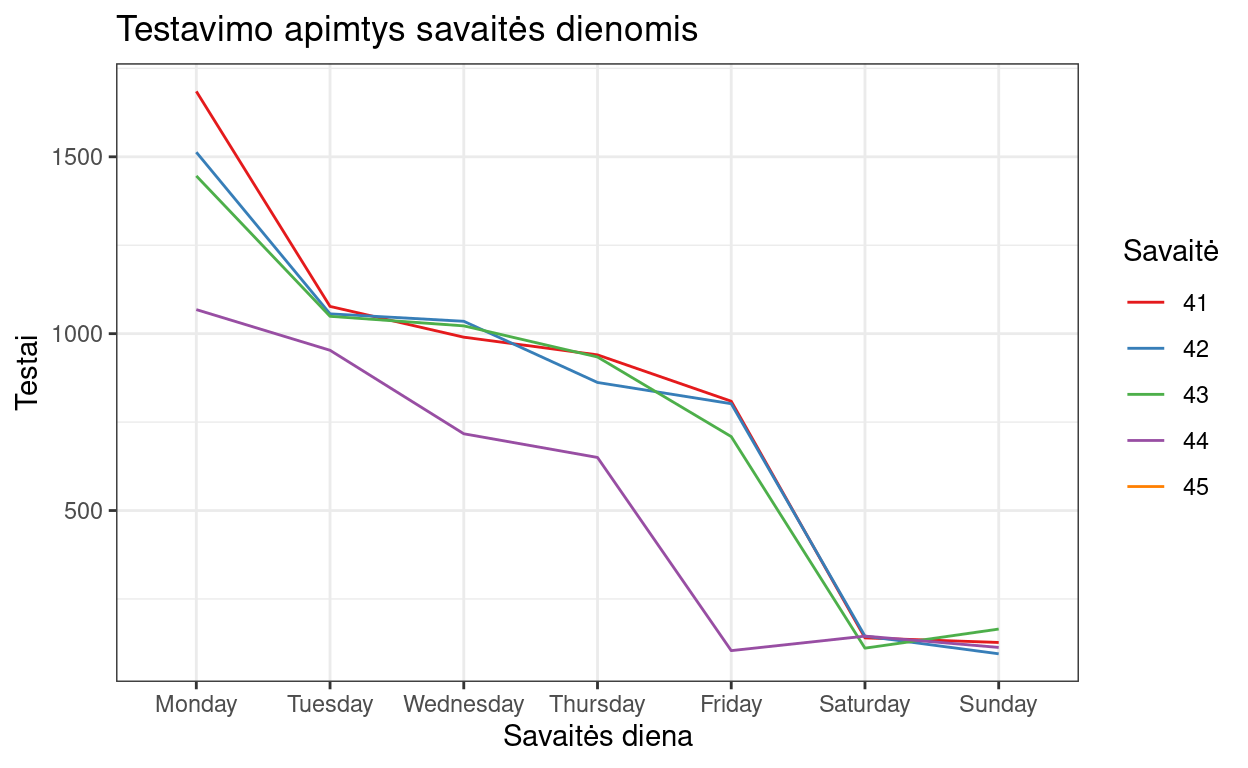 Testavimo apimtys savaitės dienomis
Testai
1500
1000
500
Monday Tuesday Wednesday Thursday Friday Saturday Sunday
Savaitės diena
Savaitė
41
42
43
44
45